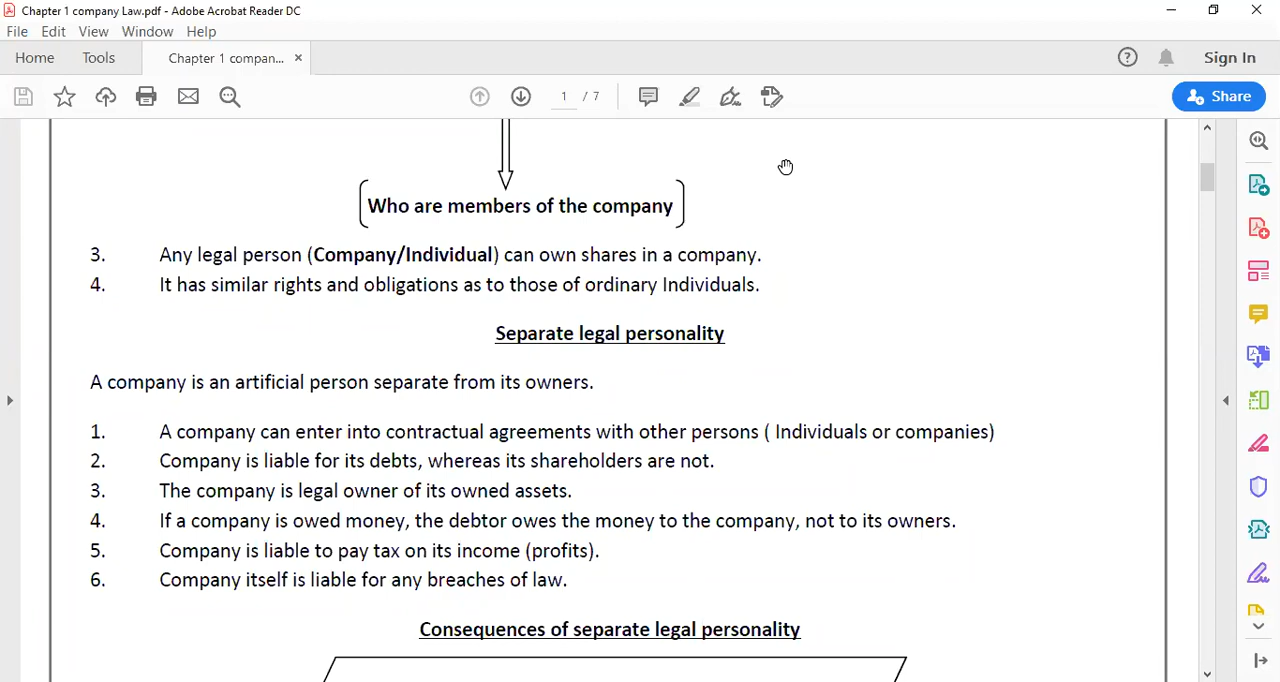 Chapter 1 company Law.pdf - Adobe Acrobat Reader DC
File Edit View Window Help
Home Tools Chapter 1 compan... × Sign In
1 / 7 Share
Who are members of the company
3. Any legal person (Company/Individual) can own shares in a company.
4. It has similar rights and obligations as to those of ordinary Individuals.
Separate legal personality
A company is an artificial person separate from its owners.
1. A company can enter into contractual agreements with other persons ( Individuals or companies)
2. Company is liable for its debts, whereas its shareholders are not.
3. The company is legal owner of its owned assets.
4. If a company is owed money, the debtor owes the money to the company, not to its owners.
5. Company is liable to pay tax on its income (profits).
6. Company itself is liable for any breaches of law.
Consequences of separate legal personality